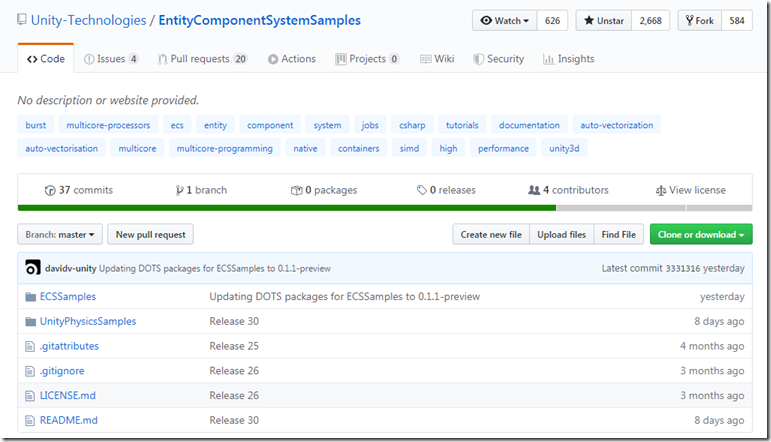 Unity-Technologies / EntityComponentSystemSamples Watch 626 Unstar 2,668 Fork 584
Code Issues 4 Pull requests 20 Actions Projects 0 Wiki Security Insights
No description or website provided.
burst multicore-processors ecs entity component system jobs csharp tutorials documentation auto-vectorization
auto-vectorisation multicore multicore-programming native containers simd high performance unity3d
37 commits 1 branch 0 packages 0 releases 4 contributors View license
Branch: master New pull request Create new file Upload files Find File Clone or download
davidv-unity Updating DOTS packages for ECSSamples to 0.1.1-preview Latest commit 3331316 yesterday
ECSSamples Updating DOTS packages for ECSSamples to 0.1.1-preview yesterday
UnityPhysicsSamples Release 30 8 days ago
.gitattributes Release 25 4 months ago
.gitignore Release 26 3 months ago
LICENSE.md Release 26 3 months ago
README.md Release 30 8 days ago